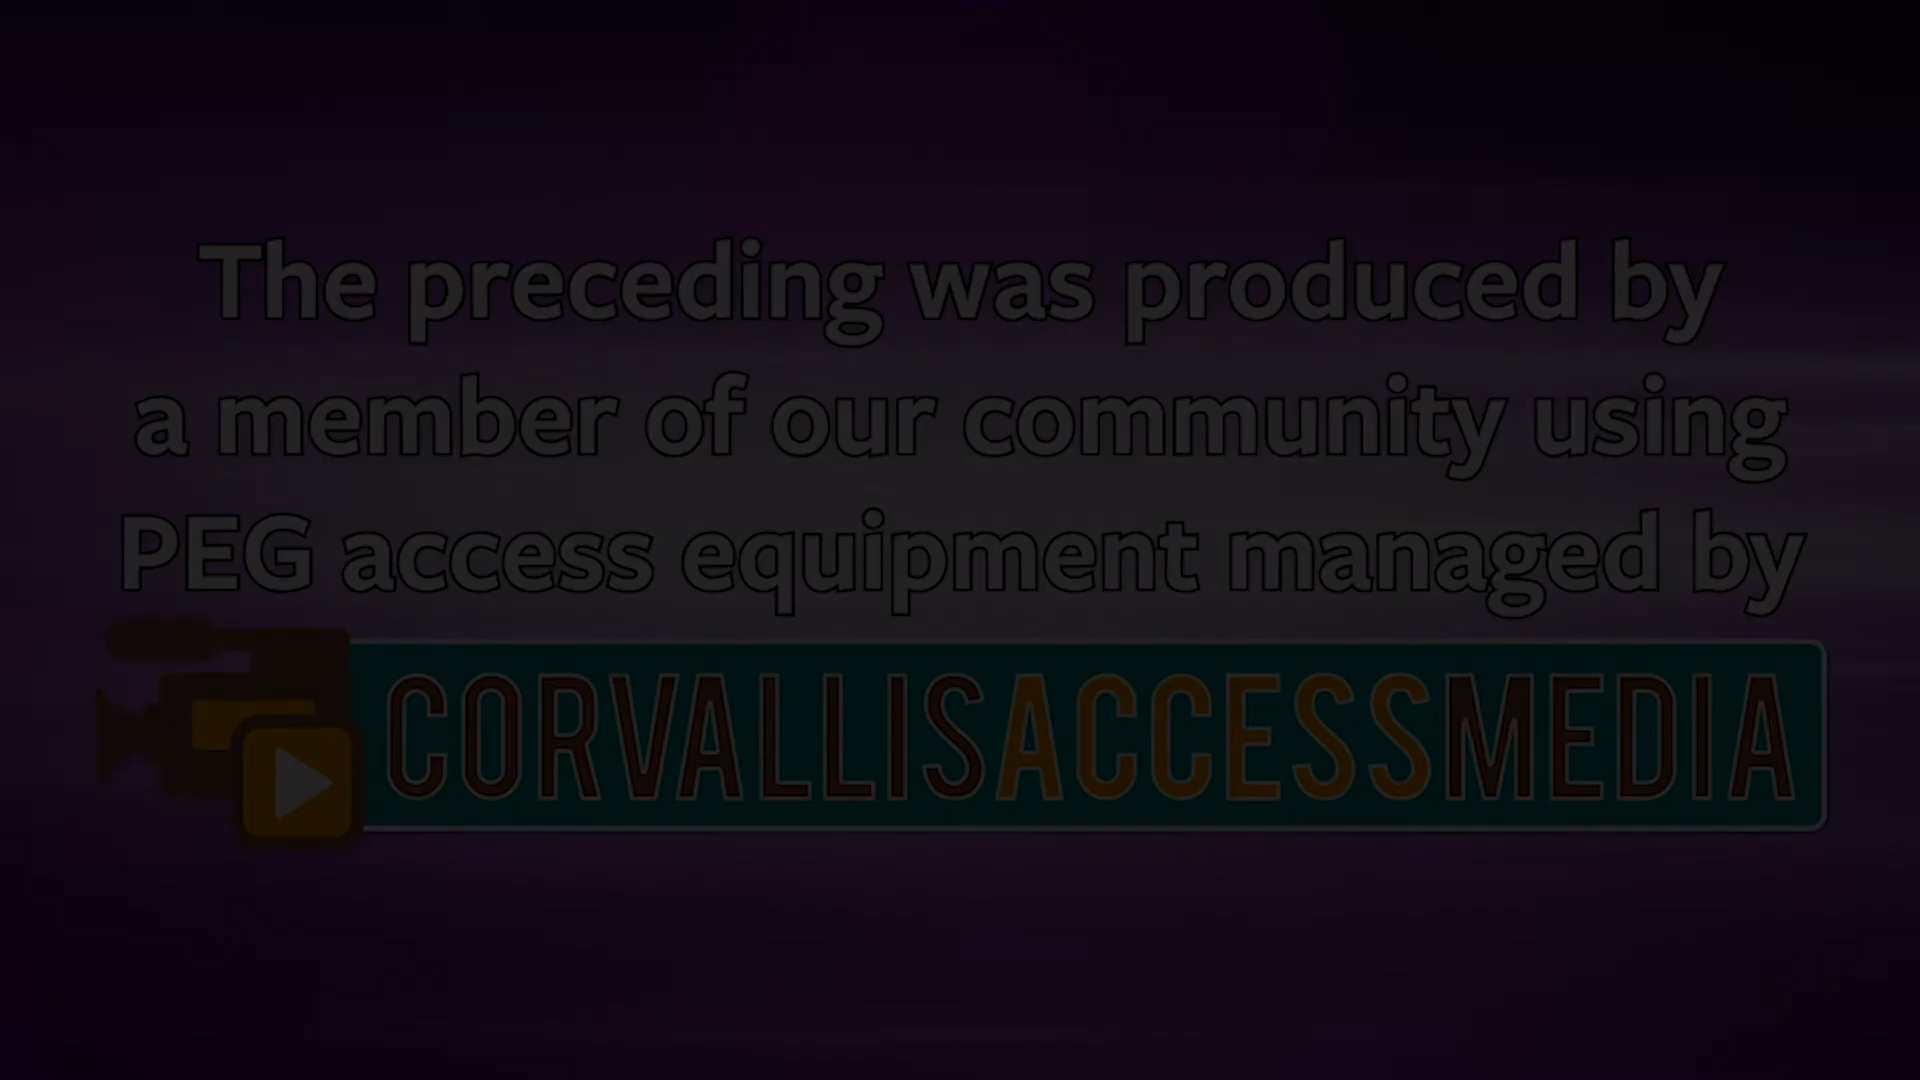 The preceding was produced by
a member of our community using
PEG access equipment managed by
CORVALLISACCESSMEDIA